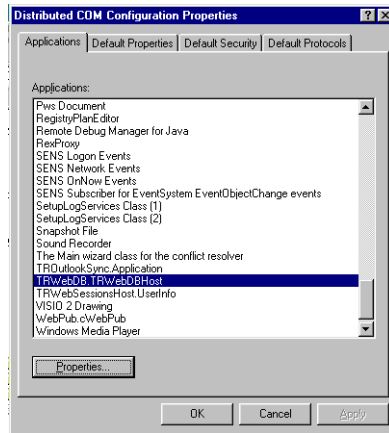 Distributed COM Configuration Properties
Applications Default Properties Default Security Default Protocols
Applications:
Pws Document
RegistryPlanEditor
Remote Debug Manager for Java
RexProxy
SENS Logon Events
SENS Network Events
SENS OnNow Events
SENS Subscriber for EventSystem EventObjectChange events
SetupLogServices Class (1)
SetupLogServices Class (2)
Snapshot File
Sound Recorder
The Main wizard class for the conflict resolver
TROutlookSync.Application
TRWebDB.TRWebDBHost
TRWebSessionsHost.UserInfo
VISIO 2 Drawing
WebPub.cWebPub
Windows Media Player
Properties...
OK Cancel Apply